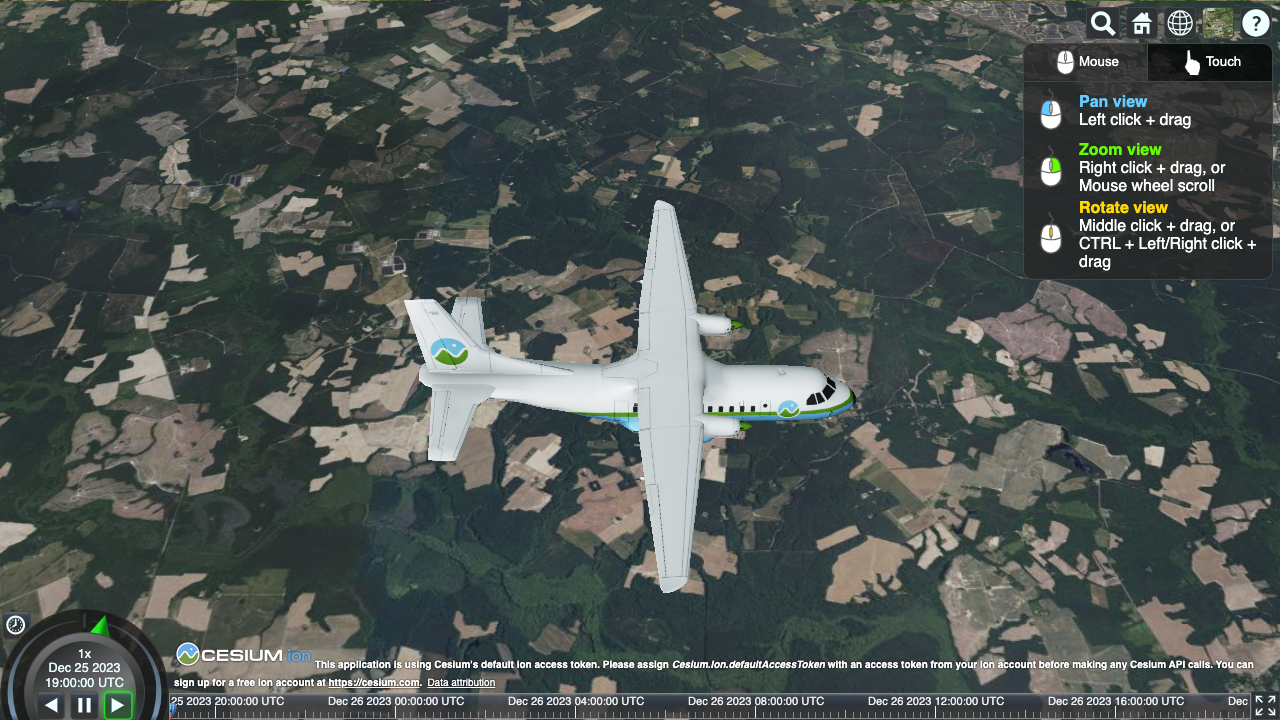 Mouse
Touch
Pan view
Left click + drag
Zoom view
Right click + drag, or
Mouse wheel scroll
Rotate view
Middle click + drag, or
CTRL + Left/Right click +
drag
?
1x
Dec 25 2023
19:00:00 UTC
CESIUM ion This application is using Cesium's default ion access token. Please assign Cesium.Ion.defaultAccessToken with an access token from your ion account before making any Cesium API calls. You can
sign up for a free ion account at https://cesium.com. Data attribution
25 2023 20:00:00 UTC Dec 26 2023 00:00:00 UTC Dec 26 2023 04:00:00 UTC Dec 26 2023 08:00:00 UTC Dec 26 2023 12:00:00 UTC Dec 26 2023 16:00:00 UTC Dec